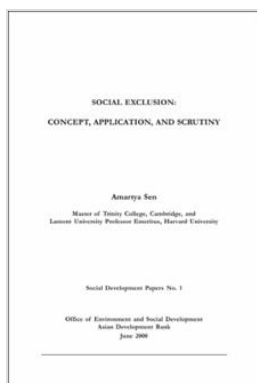 SOCIAL EXCLUSION:
CONCEPT, APPLICATION, AND SCRUTINY
Amartya Sen
Master of Trinity College, Cambridge, and
Lamont University Professor Emeritus, Harvard University
Social Development Papers No. 1
Office of Environment and Social Development
Asian Development Bank
June 2000